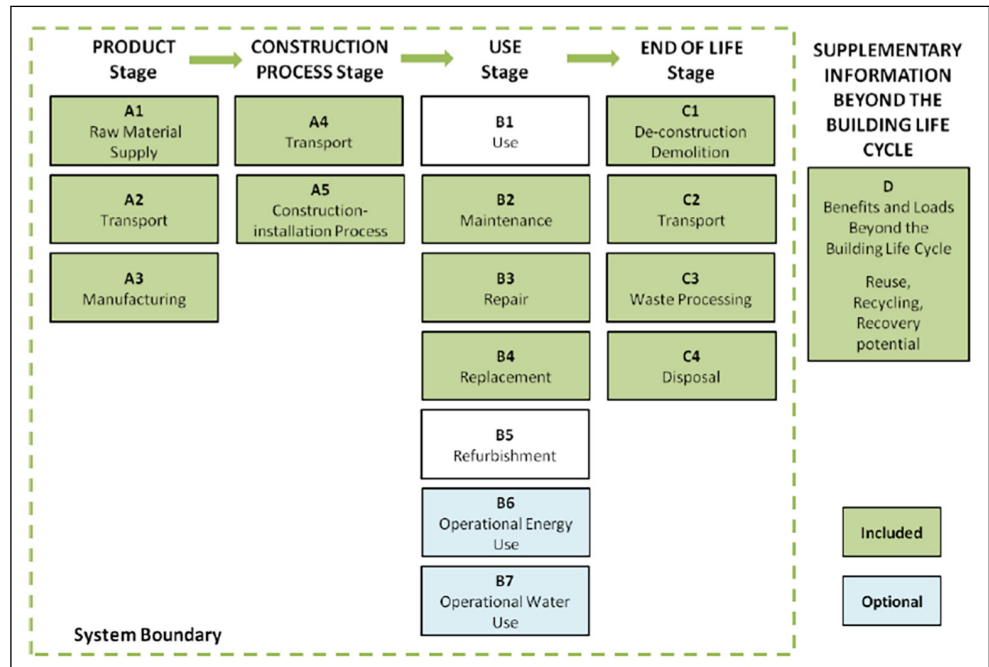 PRODUCT
Stage
CONSTRUCTION
PROCESS Stage
USE
Stage
END OF LIFE
Stage
SUPPLEMENTARY
INFORMATION
BEYOND THE
BUILDING LIFE
CYCLE
A1
Raw Material
Supply
A2
Transport
A3
Manufacturing
A4
Transport
A5
Construction-
installation Process
B1
Use
B2
Maintenance
B3
Repair
B4
Replacement
B5
Refurbishment
B6
Operational Energy
Use
B7
Operational Water
Use
C1
De-construction
Demolition
C2
Transport
C3
Waste Processing
C4
Disposal
D
Benefits and Loads
Beyond the
Building Life Cycle
Reuse,
Recycling,
Recovery
potential
Included
Optional
System Boundary